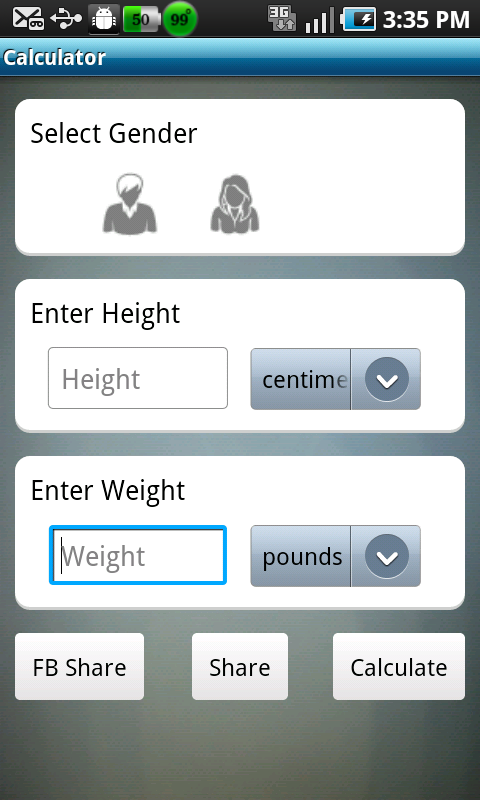 50 99° 3G 3:35 PM
Calculator
Select Gender
Enter Height
Height centime
Enter Weight
Weight pounds
FB Share Share Calculate